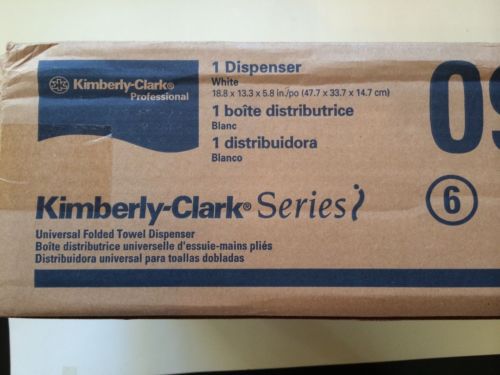 Kimberly-Clark®
Professional
1 Dispenser
White
18.8 x 13.3 x 5.8 in./po (47.7 x 33.7 x 14.7 cm)
1 boîte distributrice
Blanc
1 distribuidora
Blanco
09
Kimberly-Clark® Series i
6
Universal Folded Towel Dispenser
Boîte distributrice universelle d'essuie-mains pliés
Distribuidora universal para toallas dobladas